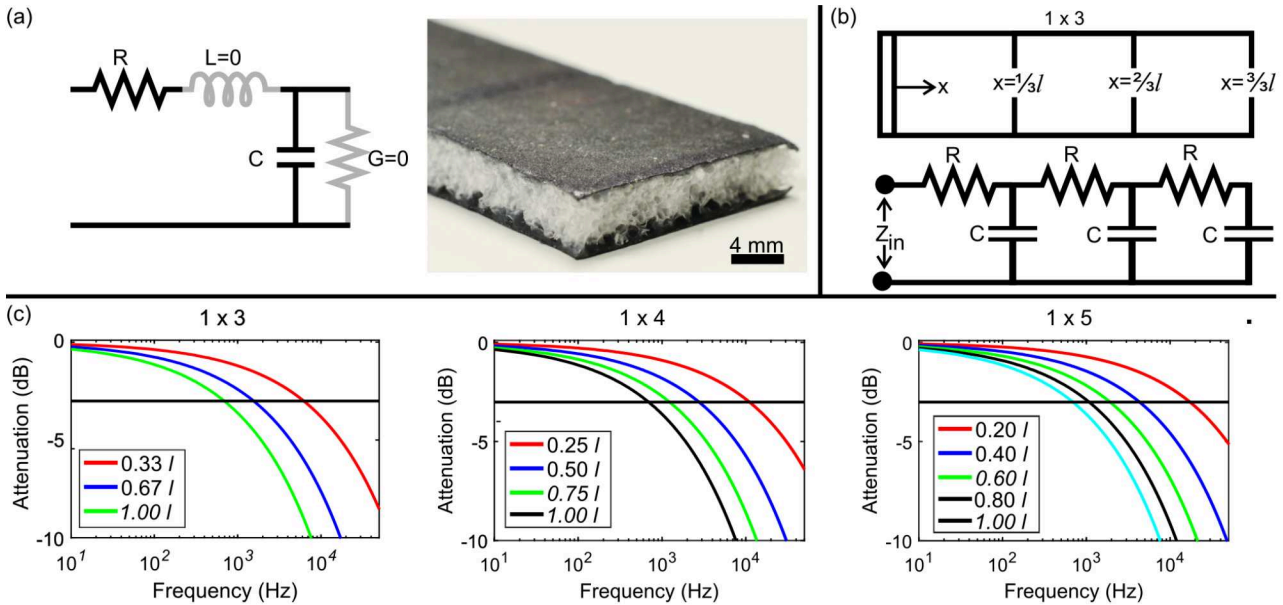 (a)
R
L=0
C
G=0
4 mm
(b)
1 x 3
x
x=⅓l
x=⅔l
x=3⁄3l
R
R
R
Zin
C
C
C
(c)
1 x 3
Attenuation (dB)
0
-5
-10
0.33 l
0.67 l
1.00 l
10¹
10²
10³
10⁴
Frequency (Hz)
1 x 4
Attenuation (dB)
0
-5
-10
0.25 l
0.50 l
0.75 l
1.00 l
10¹
10²
10³
10⁴
Frequency (Hz)
1 x 5
Attenuation (dB)
0
-5
-10
0.20 l
0.40 l
0.60 l
0.80 l
1.00 l
10¹
10²
10³
10⁴
Frequency (Hz)